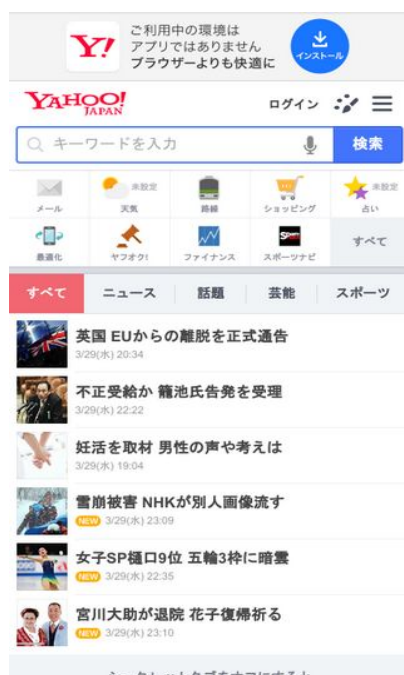 ご利用中の環境は
アプリではありません
ブラウザーよりも快適に
インストール
Y!
YAHOO!
JAPAN
ログイン
キーワードを入力
検索
未設定
未設定
メール
天気
路線
ショッピング
占い
最適化
ヤフオク!
ファイナンス
スポーツナビ
すべて
すべて
ニュース
話題
芸能
スポーツ
英国 EUからの離脱を正式通告
3/29(水) 20:34
不正受給か 籠池氏告発を受理
3/29(水) 22:22
妊活を取材 男性の声や考えは
3/29(水) 19:04
雪崩被害 NHKが別人画像流す
NEW 3/29(水) 23:09
女子SP樋口9位 五輪3枠に暗雲
NEW 3/29(水) 22:35
宮川大助が退院 花子復帰祈る
NEW 3/29(水) 23:10